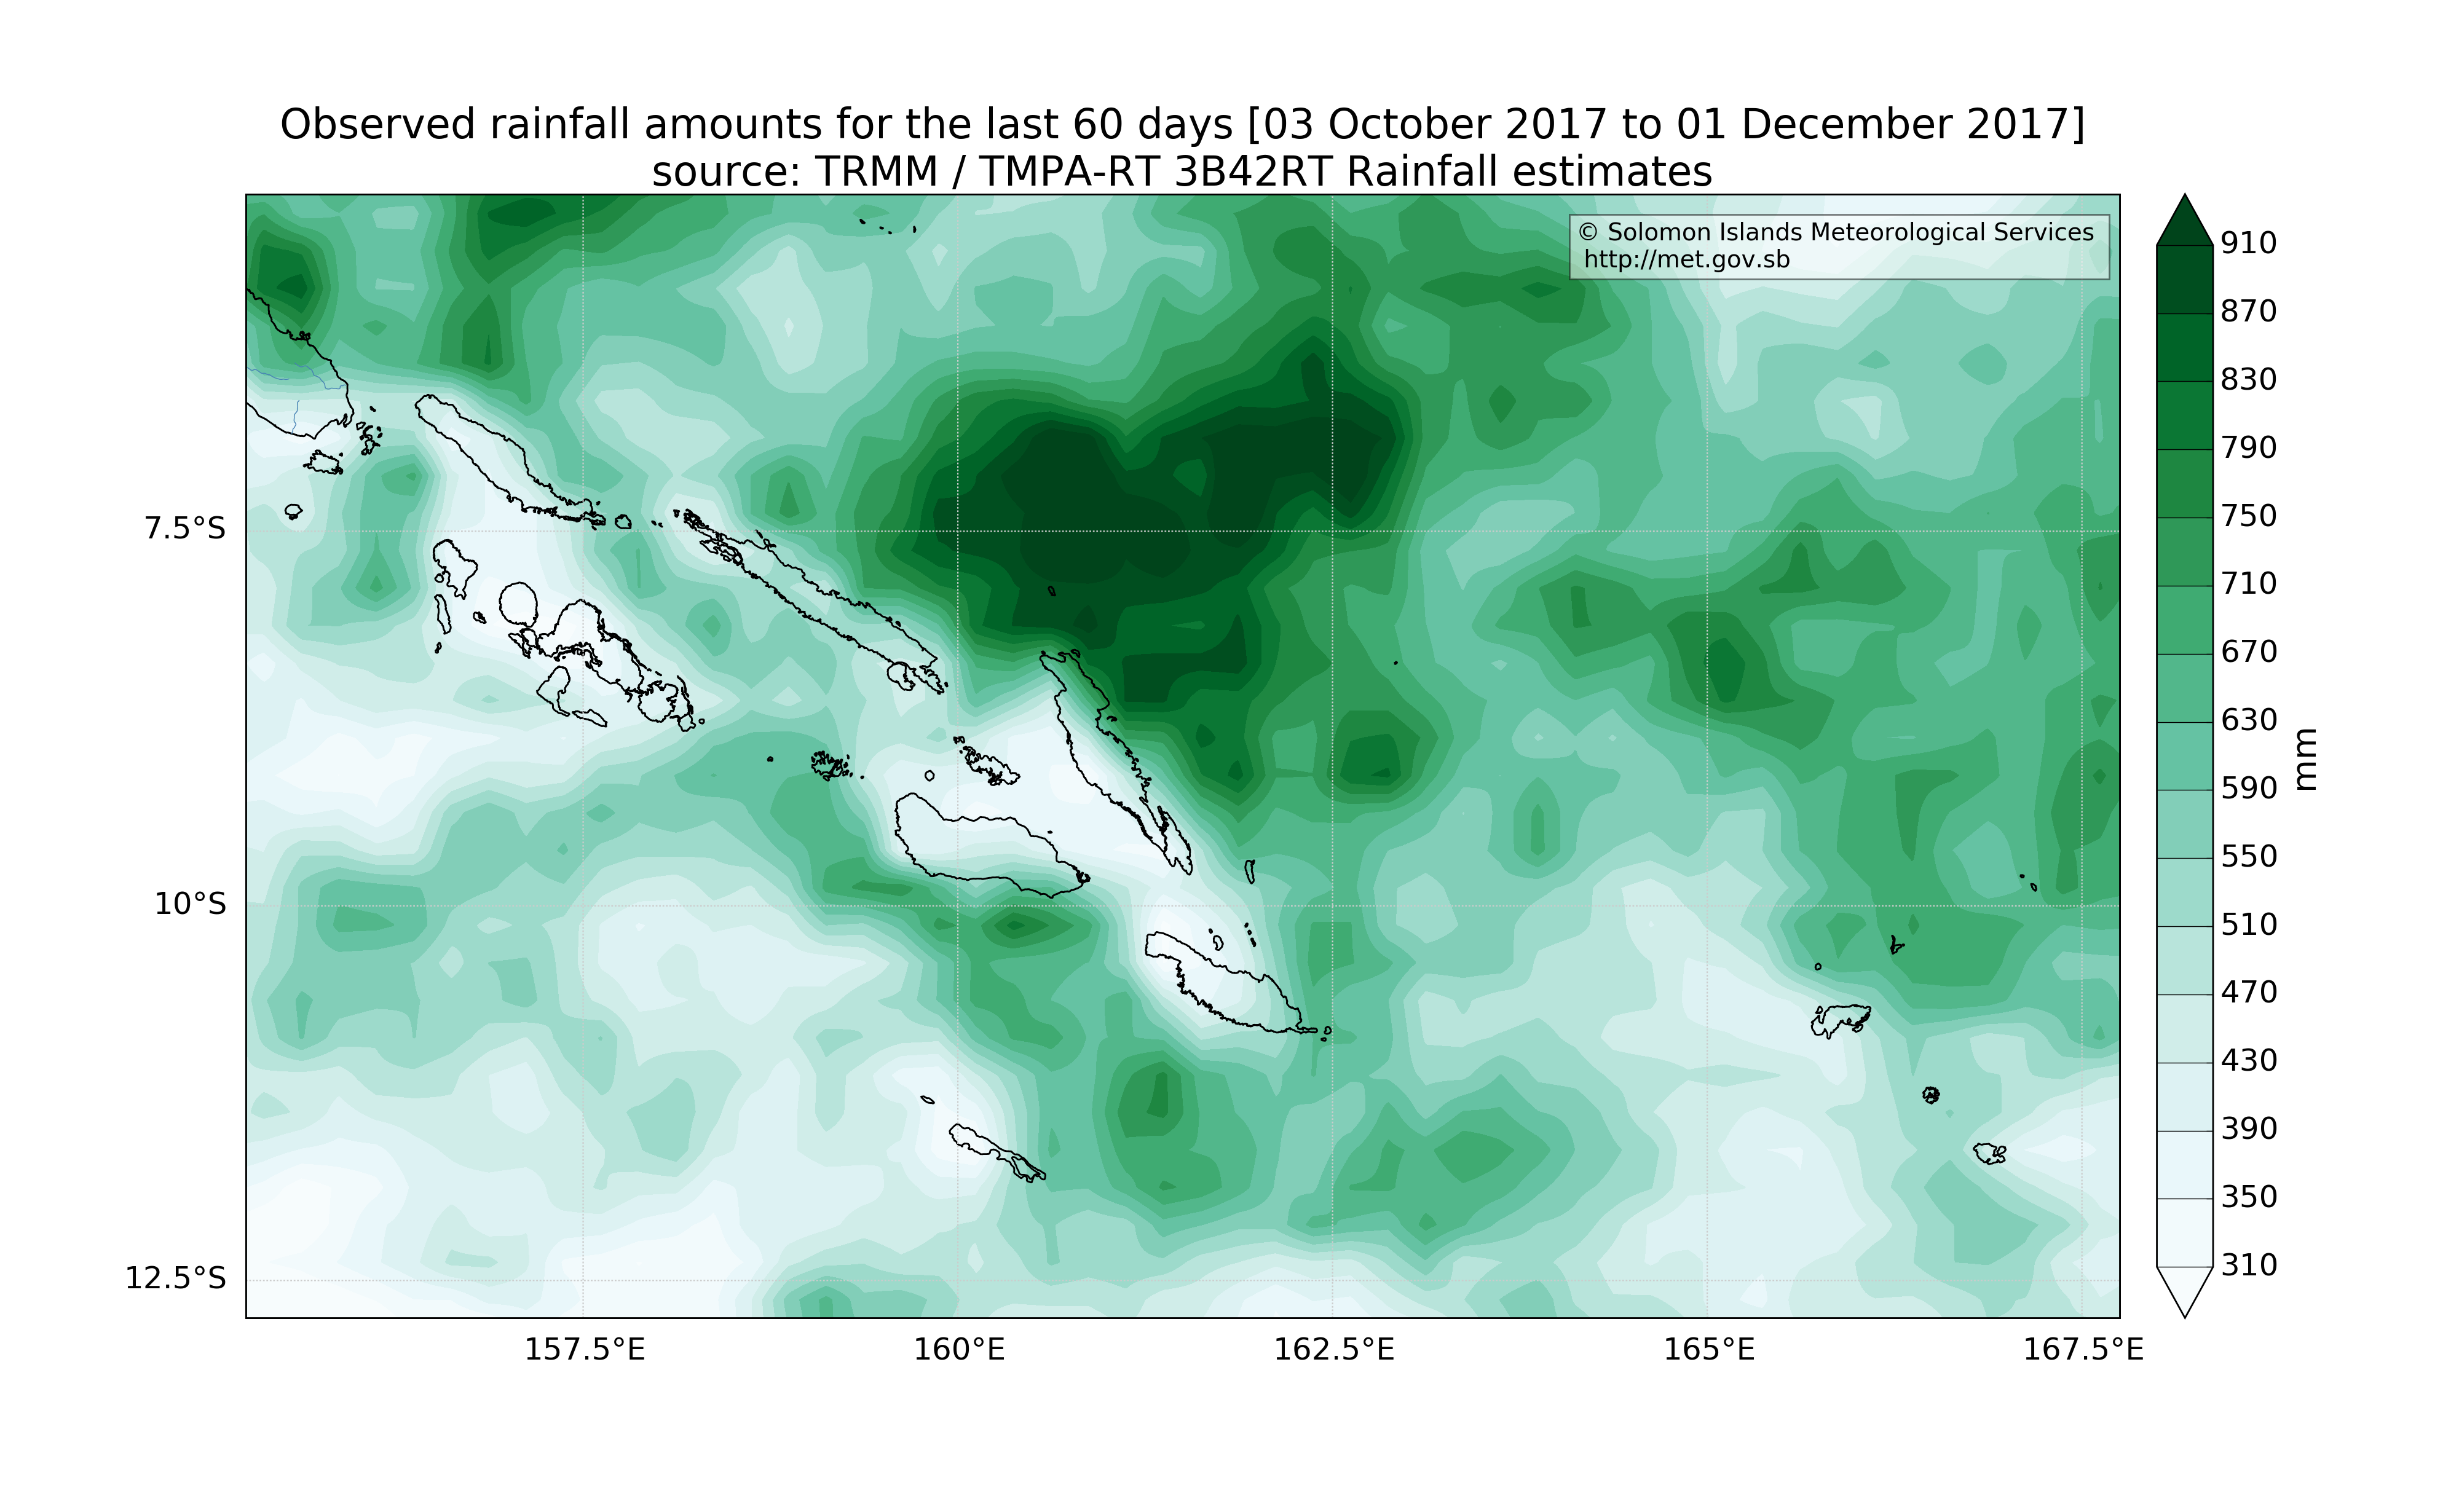 Observed rainfall amounts for the last 60 days [03 October 2017 to 01 December 2017]
source: TRMM / TMPA-RT 3B42RT Rainfall estimates
© Solomon Islands Meteorological Services
http://met.gov.sb
7.5°S
10°S
12.5°S
157.5°E
160°E
162.5°E
165°E
167.5°E
910
870
830
790
750
710
670
630
590
550
510
470
430
390
350
310
mm